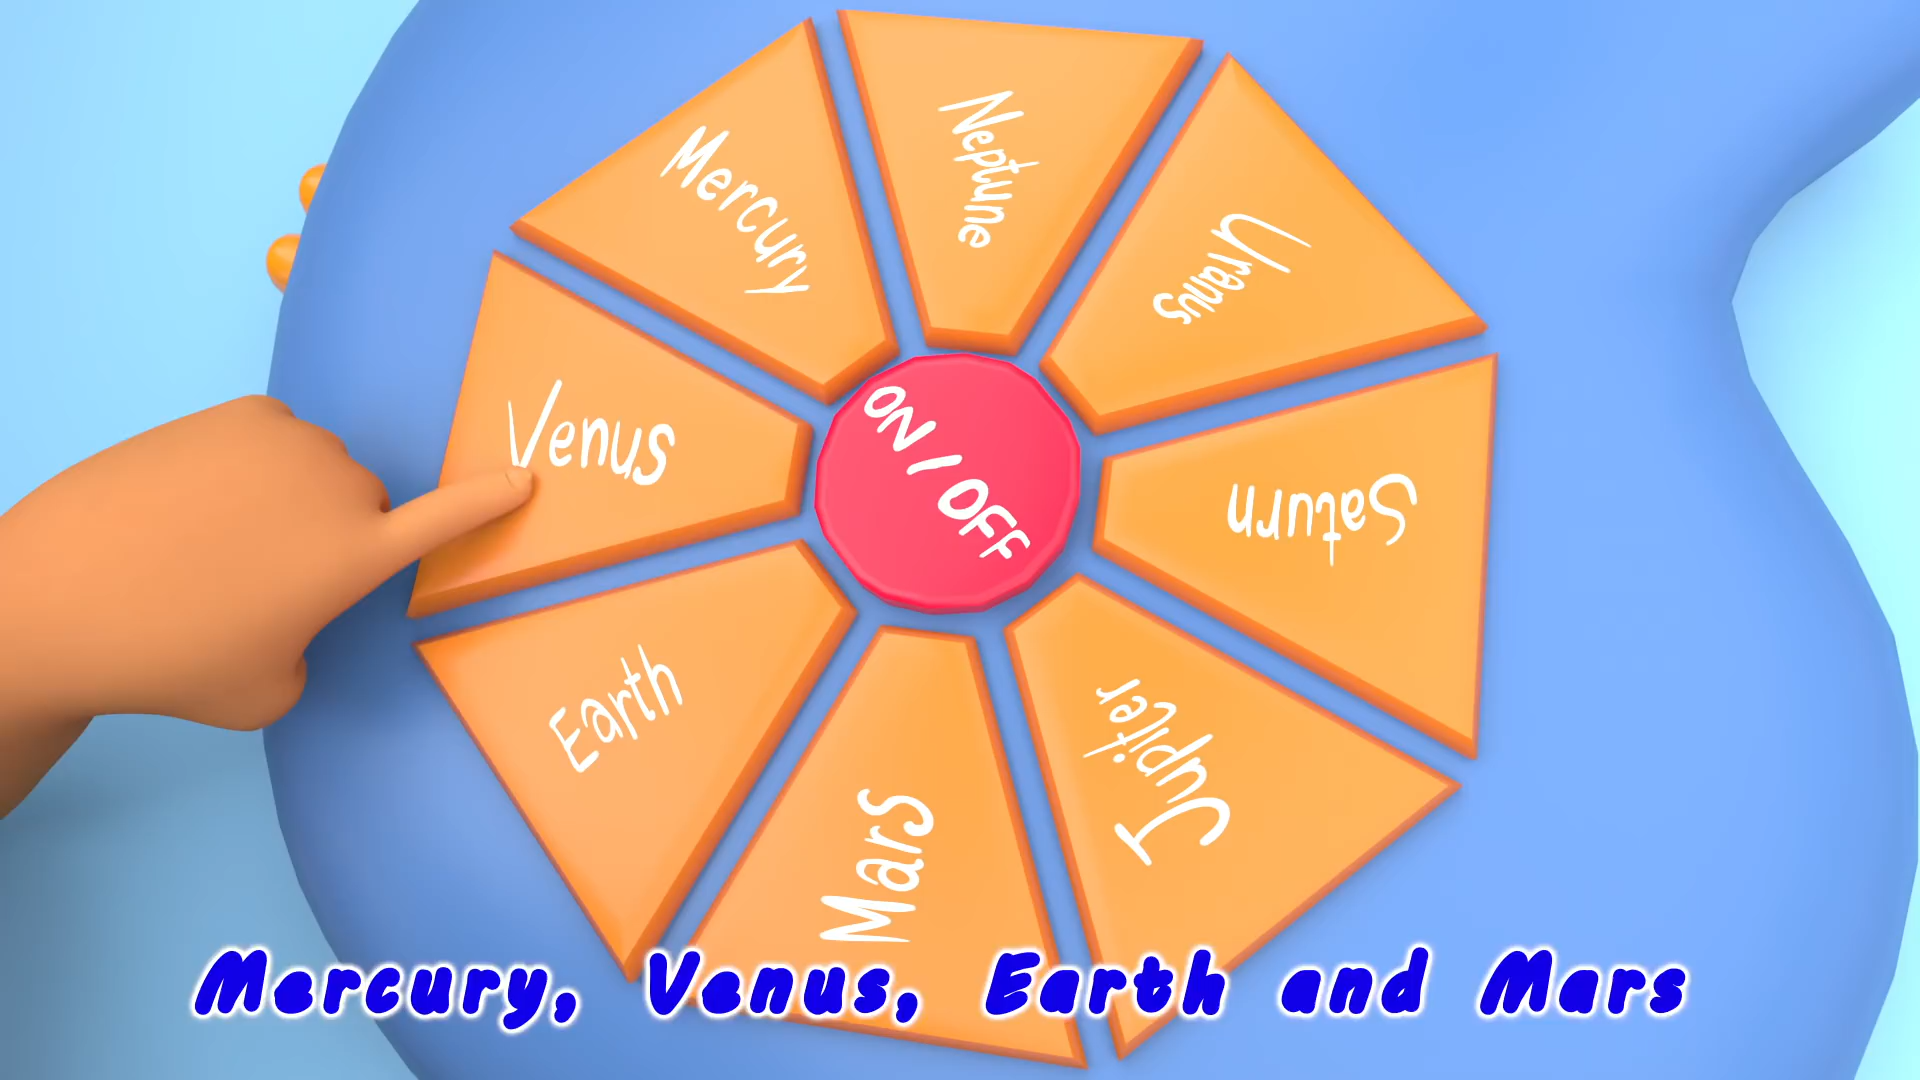 Neptune
Mercury
Uranus
Venus
ON / OFF
Saturn
Earth
Jupiter
Mars
Mercury, Venus, Earth and Mars